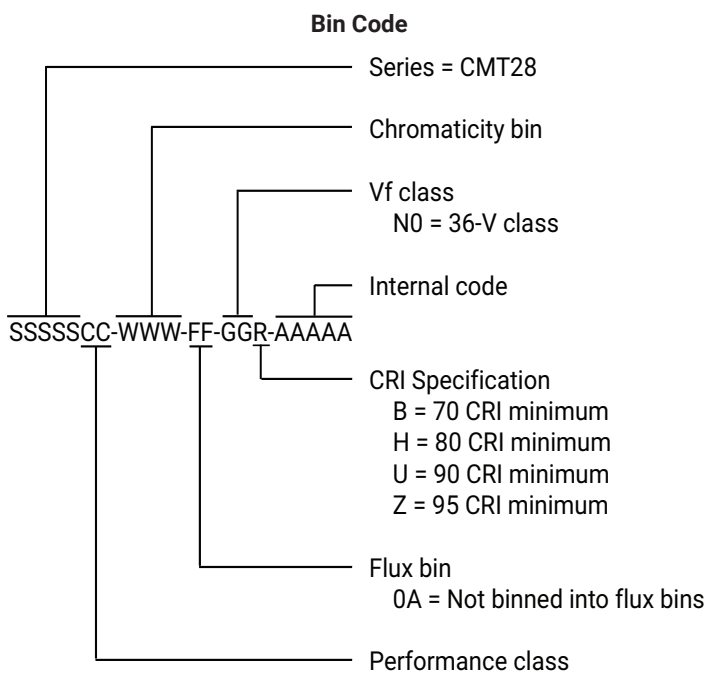 Bin Code
Series = CMT28
Chromaticity bin
Vf class
N0 = 36-V class
Internal code
SSSSSCC-WWW-FF-GGR-AAAAA
CRI Specification
B = 70 CRI minimum
H = 80 CRI minimum
U = 90 CRI minimum
Z = 95 CRI minimum
Flux bin
0A = Not binned into flux bins
Performance class